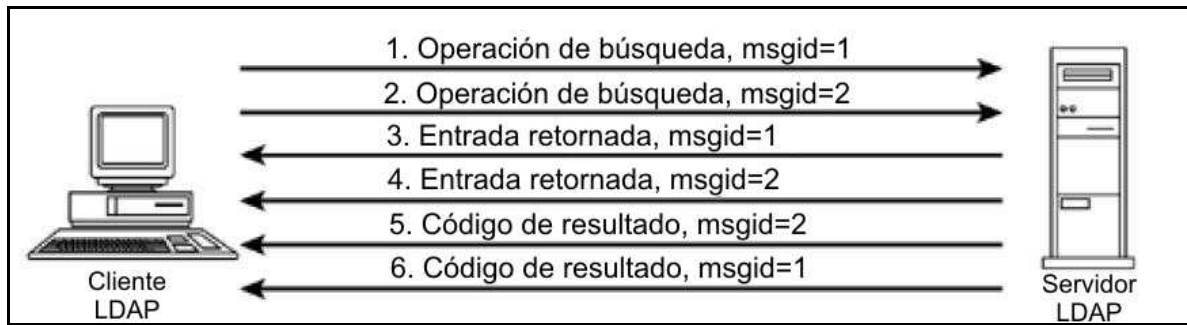 1. Operación de búsqueda, msgid=1
2. Operación de búsqueda, msgid=2
3. Entrada retornada, msgid=1
4. Entrada retornada, msgid=2
5. Código de resultado, msgid=2
6. Código de resultado, msgid=1
Cliente
LDAP
Servidor
LDAP